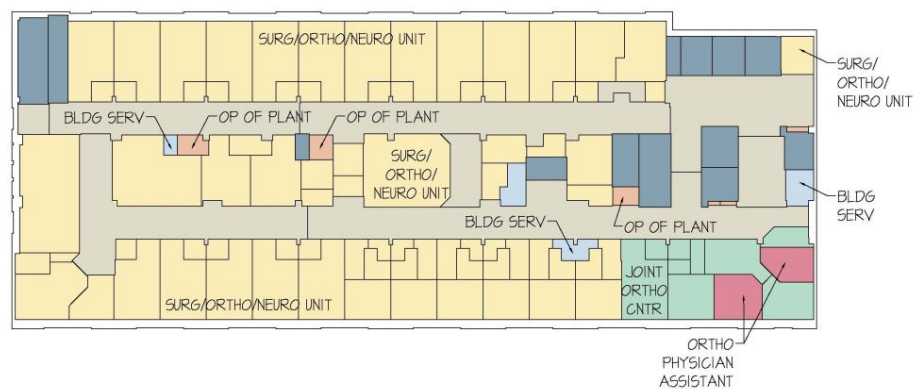 SURG/ORTHO/NEURO UNIT
SURG/
ORTHO/
NEURO UNIT
BLDG SERV
OP OF PLANT
OP OF PLANT
SURG/
ORTHO/
NEURO UNIT
BLDG
SERV
BLDG SERV
OP OF PLANT
JOINT
ORTHO
CNTR
SURG/ORTHO/NEURO UNIT
ORTHO
PHYSICIAN
ASSISTANT